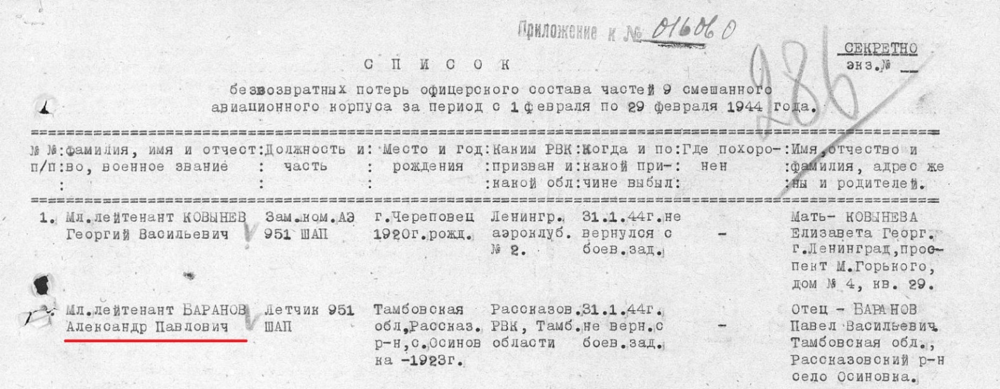 Приложение к № 016060
286
СЕКРЕТНО
экз.№ __
С П И С О К
безвозвратных потерь офицерского состава частей 9 смешанного
авиационного корпуса за период с 1 февраля по 29 февраля 1944 года.
№ №:фамилия, имя и отчест:Должность и: Место и год:Каким РВК:Когда и по:Где похоро-:Имя,отчество и
п/п:во, военное звание : часть : рождения :призван и:какой при-: нен :фамилия, адрес же
: : : :какой обл:чине выбыл: :ны и родителей.
1. Мл.лейтенант КОВЫНЕВ Зам.ком.АЭ г.Череповец Ленингр. 31.1.44г.не Мать- КОВЫНЕВА
Георгий Васильевич 951 ШАП 1920г.рожд. аэроклуб. вернулся с - Елизавета Георг.
№ 2. боев.зад. г.Ленинград,прос-
пект М.Горького,
дом № 4, кв. 29.
2. Мл.лейтенант БАРАНОВ Летчик 951 Тамбовская Рассказов.31.1.44г. Отец - БАРАНОВ
Александр Павлович ШАП обл,Рассказ. РВК, Тамб.не верн.с - Павел Васильевич
р-н,с.Осинов области боев.зад. Тамбовская обл.,
ка -1923г. Рассказовский р-н
село Осиновка.